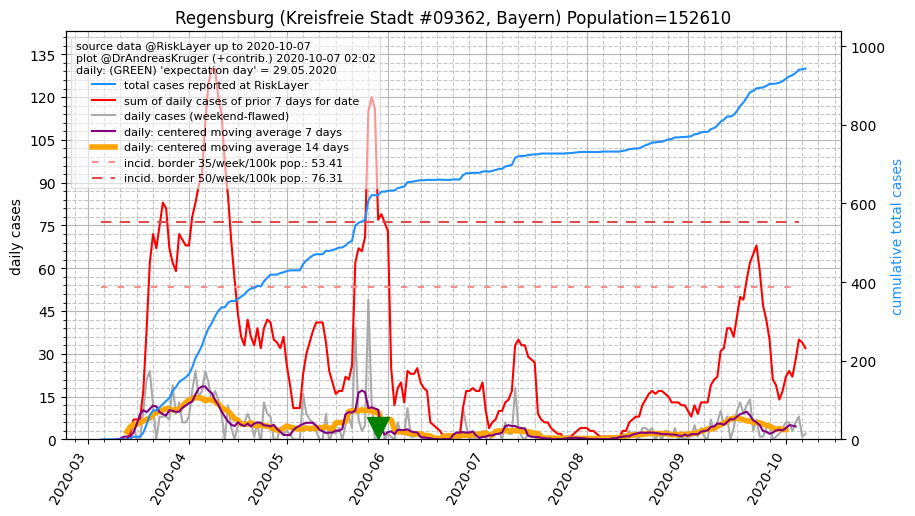 Regensburg (Kreisfreie Stadt #09362, Bayern) Population=152610
source data @RiskLayer up to 2020-10-07
plot @DrAndreasKruger (+contrib.) 2020-10-07 02:02
daily: (GREEN) 'expectation day' = 29.05.2020
total cases reported at RiskLayer
sum of daily cases of prior 7 days for date
daily cases (weekend-flawed)
daily: centered moving average 7 days
daily: centered moving average 14 days
incid. border 35/week/100k pop.: 53.41
incid. border 50/week/100k pop.: 76.31
daily cases
135
120
105
90
75
60
45
30
15
0
cumulative total cases
1000
800
600
400
200
0
2020-03
2020-04
2020-05
2020-06
2020-07
2020-08
2020-09
2020-10